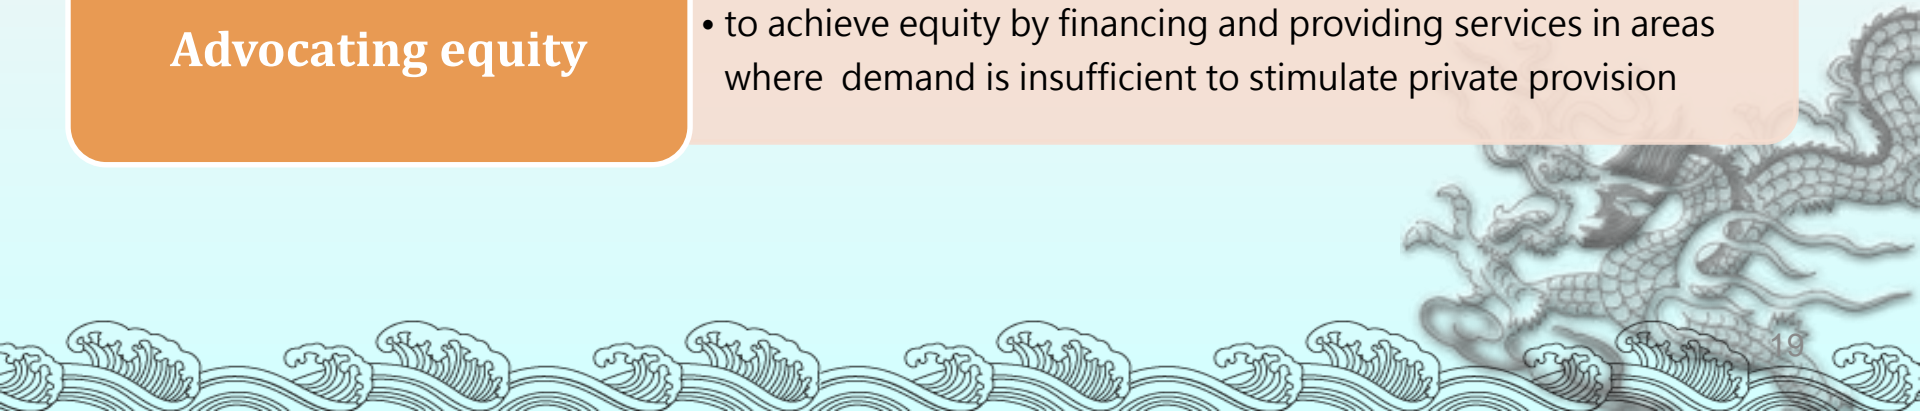 Advocating equity
• to achieve equity by financing and providing services in areas
where  demand is insufficient to stimulate private provision
19